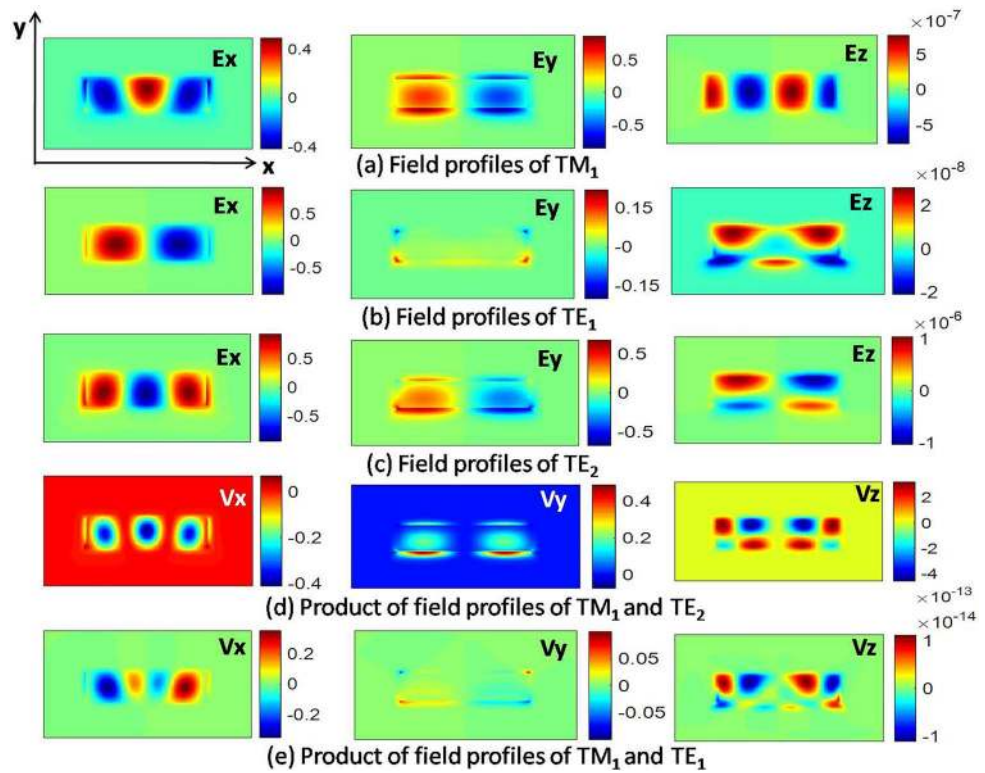 y
x
Ex
0.4
0.2
0
-0.2
-0.4
Ey
0.5
0
-0.5
× 10⁻⁷
Ez
5
0
-5
(a) Field profiles of TM₁
Ex
0.5
0
-0.5
Ey
0.15
-0
-0.15
× 10⁻⁸
Ez
2
0
-2
(b) Field profiles of TE₁
Ex
0.5
0
-0.5
Ey
0.5
0
-0.5
× 10⁻⁶
Ez
1
0
-1
(c) Field profiles of TE₂
Vx
0
-0.2
-0.4
Vy
0.4
0.2
0
Vz
2
0
-2
-4
× 10⁻¹³
(d) Product of field profiles of TM₁ and TE₂
Vx
0.2
0
-0.2
Vy
0.05
0
-0.05
× 10⁻¹⁴
Vz
1
0
-1
(e) Product of field profiles of TM₁ and TE₁